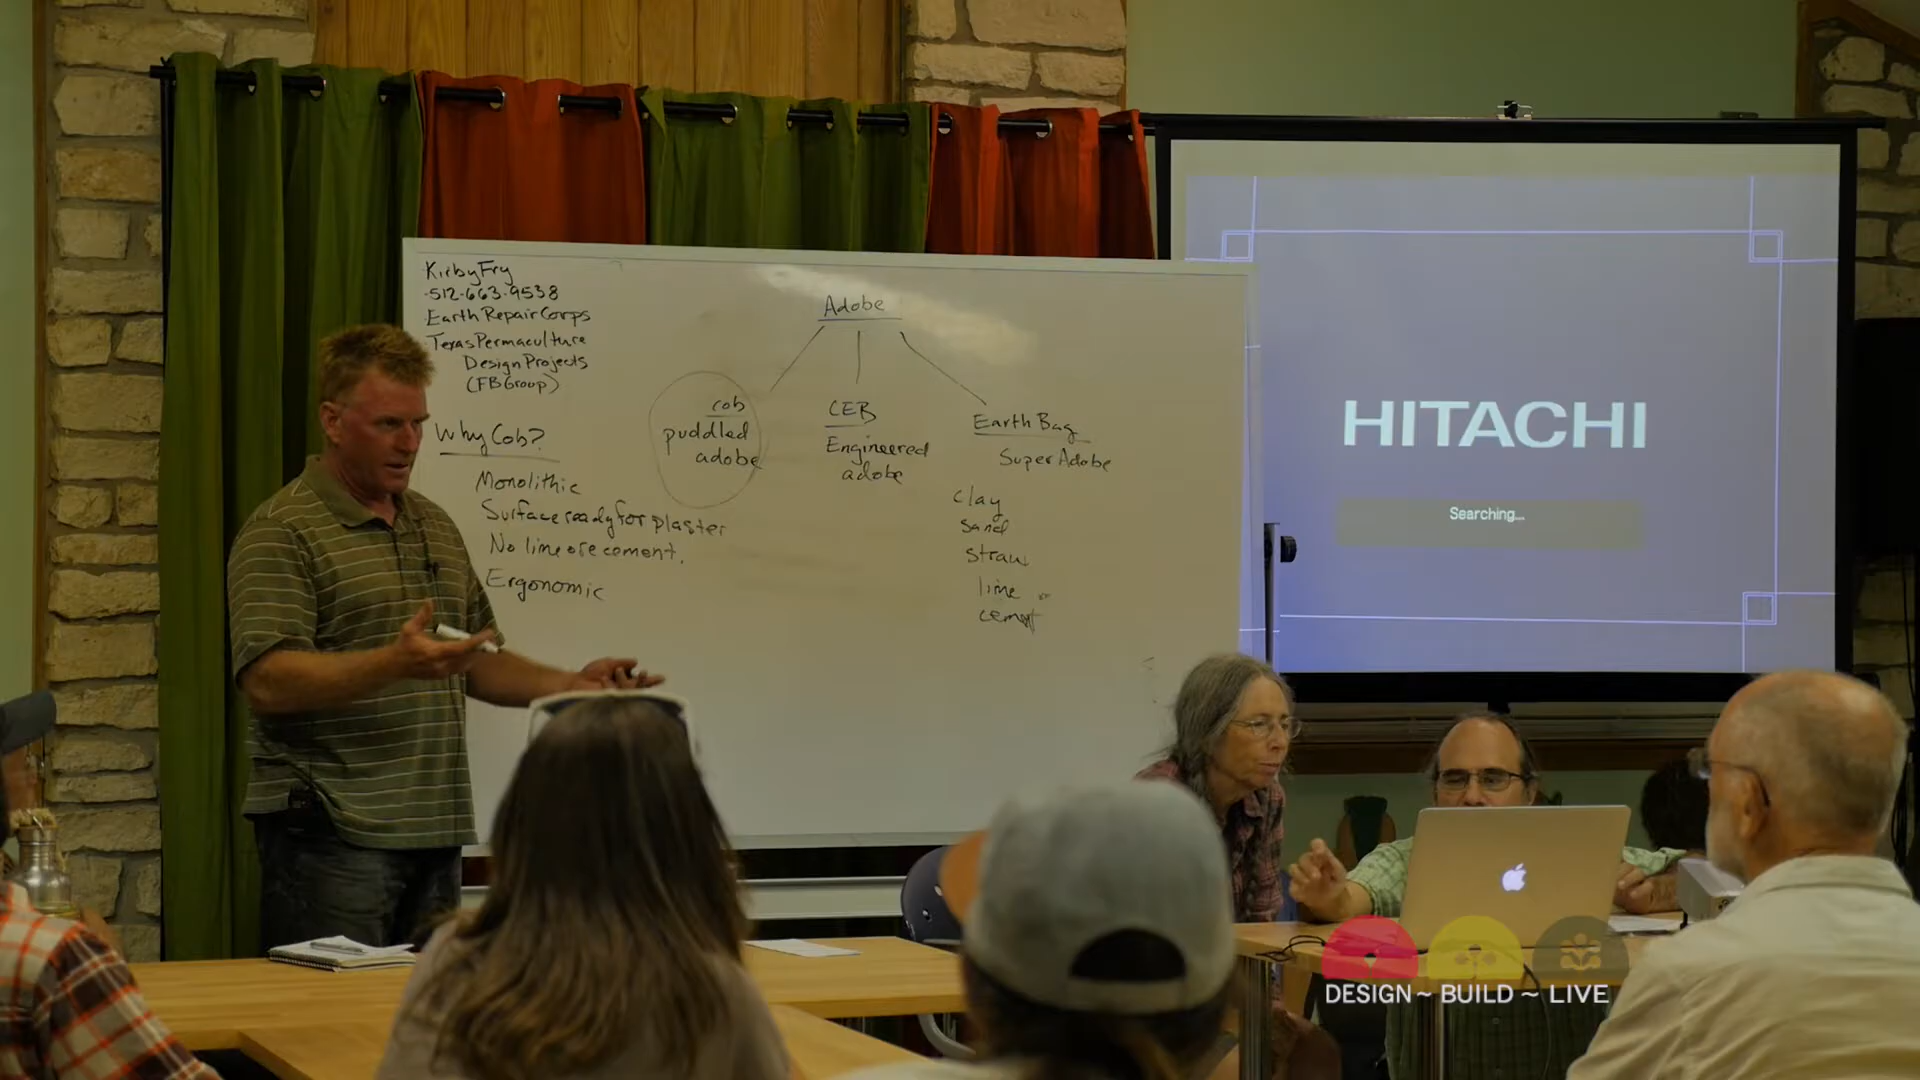 Kirby Fry
512·663·9538
Earth Repair Corps
Texas Permaculture
Design Projects
(FB Group)
Why Cob?
Monolithic
Surface ready for plaster
No lime or cement.
Ergonomic
Adobe
cob
puddled
adobe
CEB
Engineered
adobe
Earth Bag
Super Adobe
clay
sand
straw
lime or
cement
HITACHI
Searching...
DESIGN ~ BUILD ~ LIVE